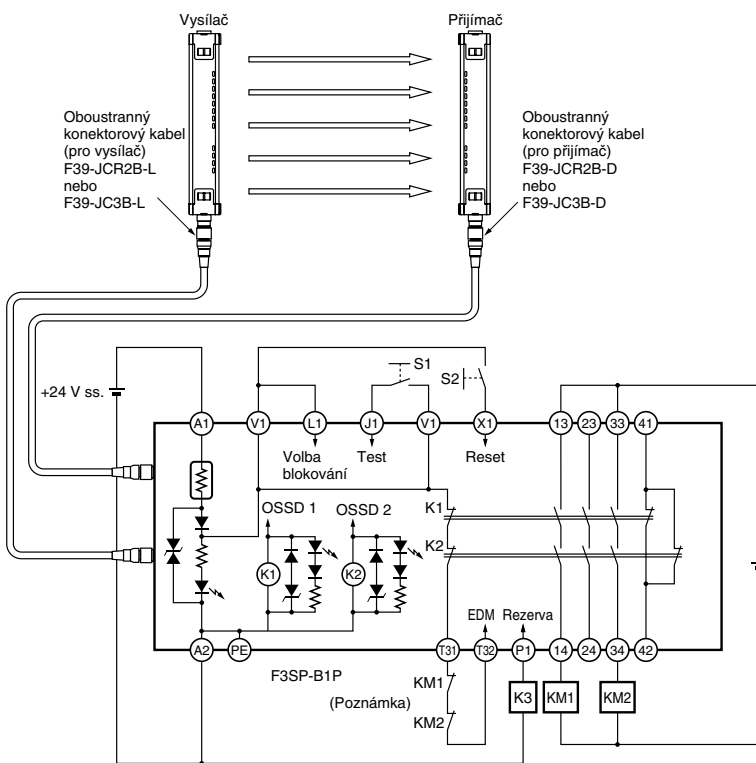 Vysílač
Přijímač
Oboustranný
konektorový kabel
(pro vysílač)
F39-JCR2B-L
nebo
F39-JC3B-L
Oboustranný
konektorový kabel
(pro přijímač)
F39-JCR2B-D
nebo
F39-JC3B-D
+24 V ss.
S1
S2
A1
V1
L1
J1
V1
X1
13
23
33
41
Volba
blokování
Test
Reset
OSSD 1
OSSD 2
K1
K1
K2
K2
EDM
Rezerva
A2
PE
T31
T32
P1
14
24
34
42
F3SP-B1P
(Poznámka)
KM1
KM2
K3
KM1
KM2